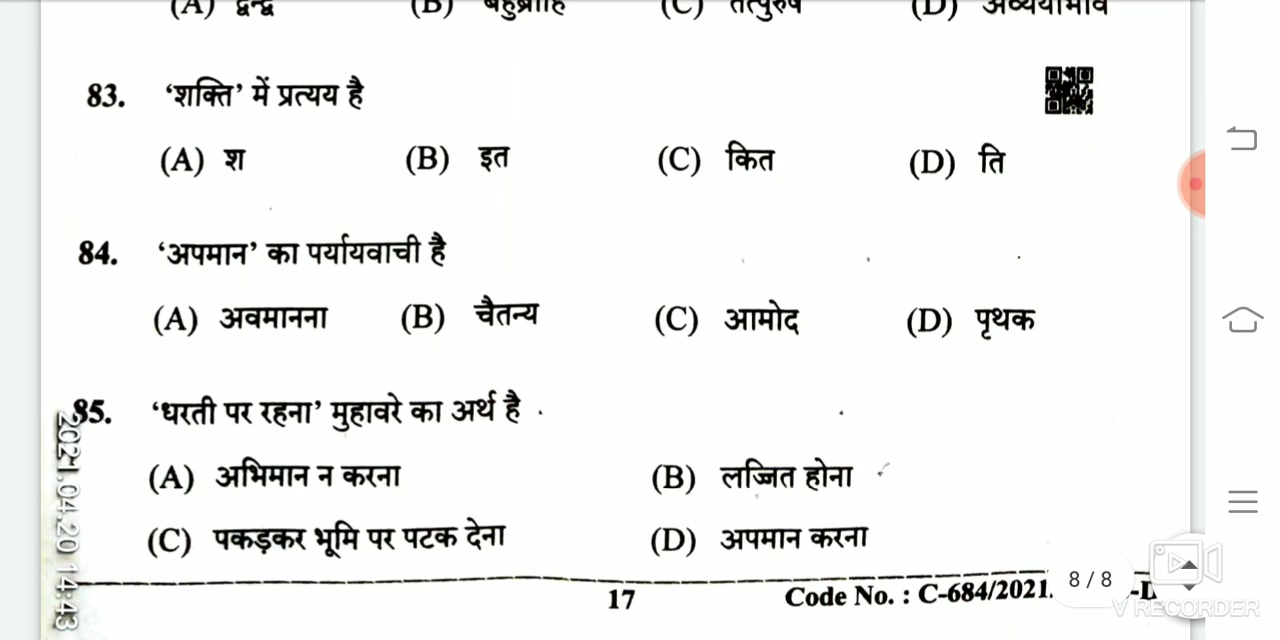 (A) द्वन्द्व (B) बहुब्रीहि (C) तत्पुरुष (D) अव्ययीभाव
83. ‘शक्ति’ में प्रत्यय है
(A) श (B) इत (C) कित (D) ति
84. ‘अपमान’ का पर्यायवाची है
(A) अवमानना (B) चैतन्य (C) आमोद (D) पृथक
85. ‘धरती पर रहना’ मुहावरे का अर्थ है
(A) अभिमान न करना (B) लज्जित होना
(C) पकड़कर भूमि पर पटक देना (D) अपमान करना
17 Code No. : C-684/2021
8 / 8
V RECORDER
2021.04.20 14:43